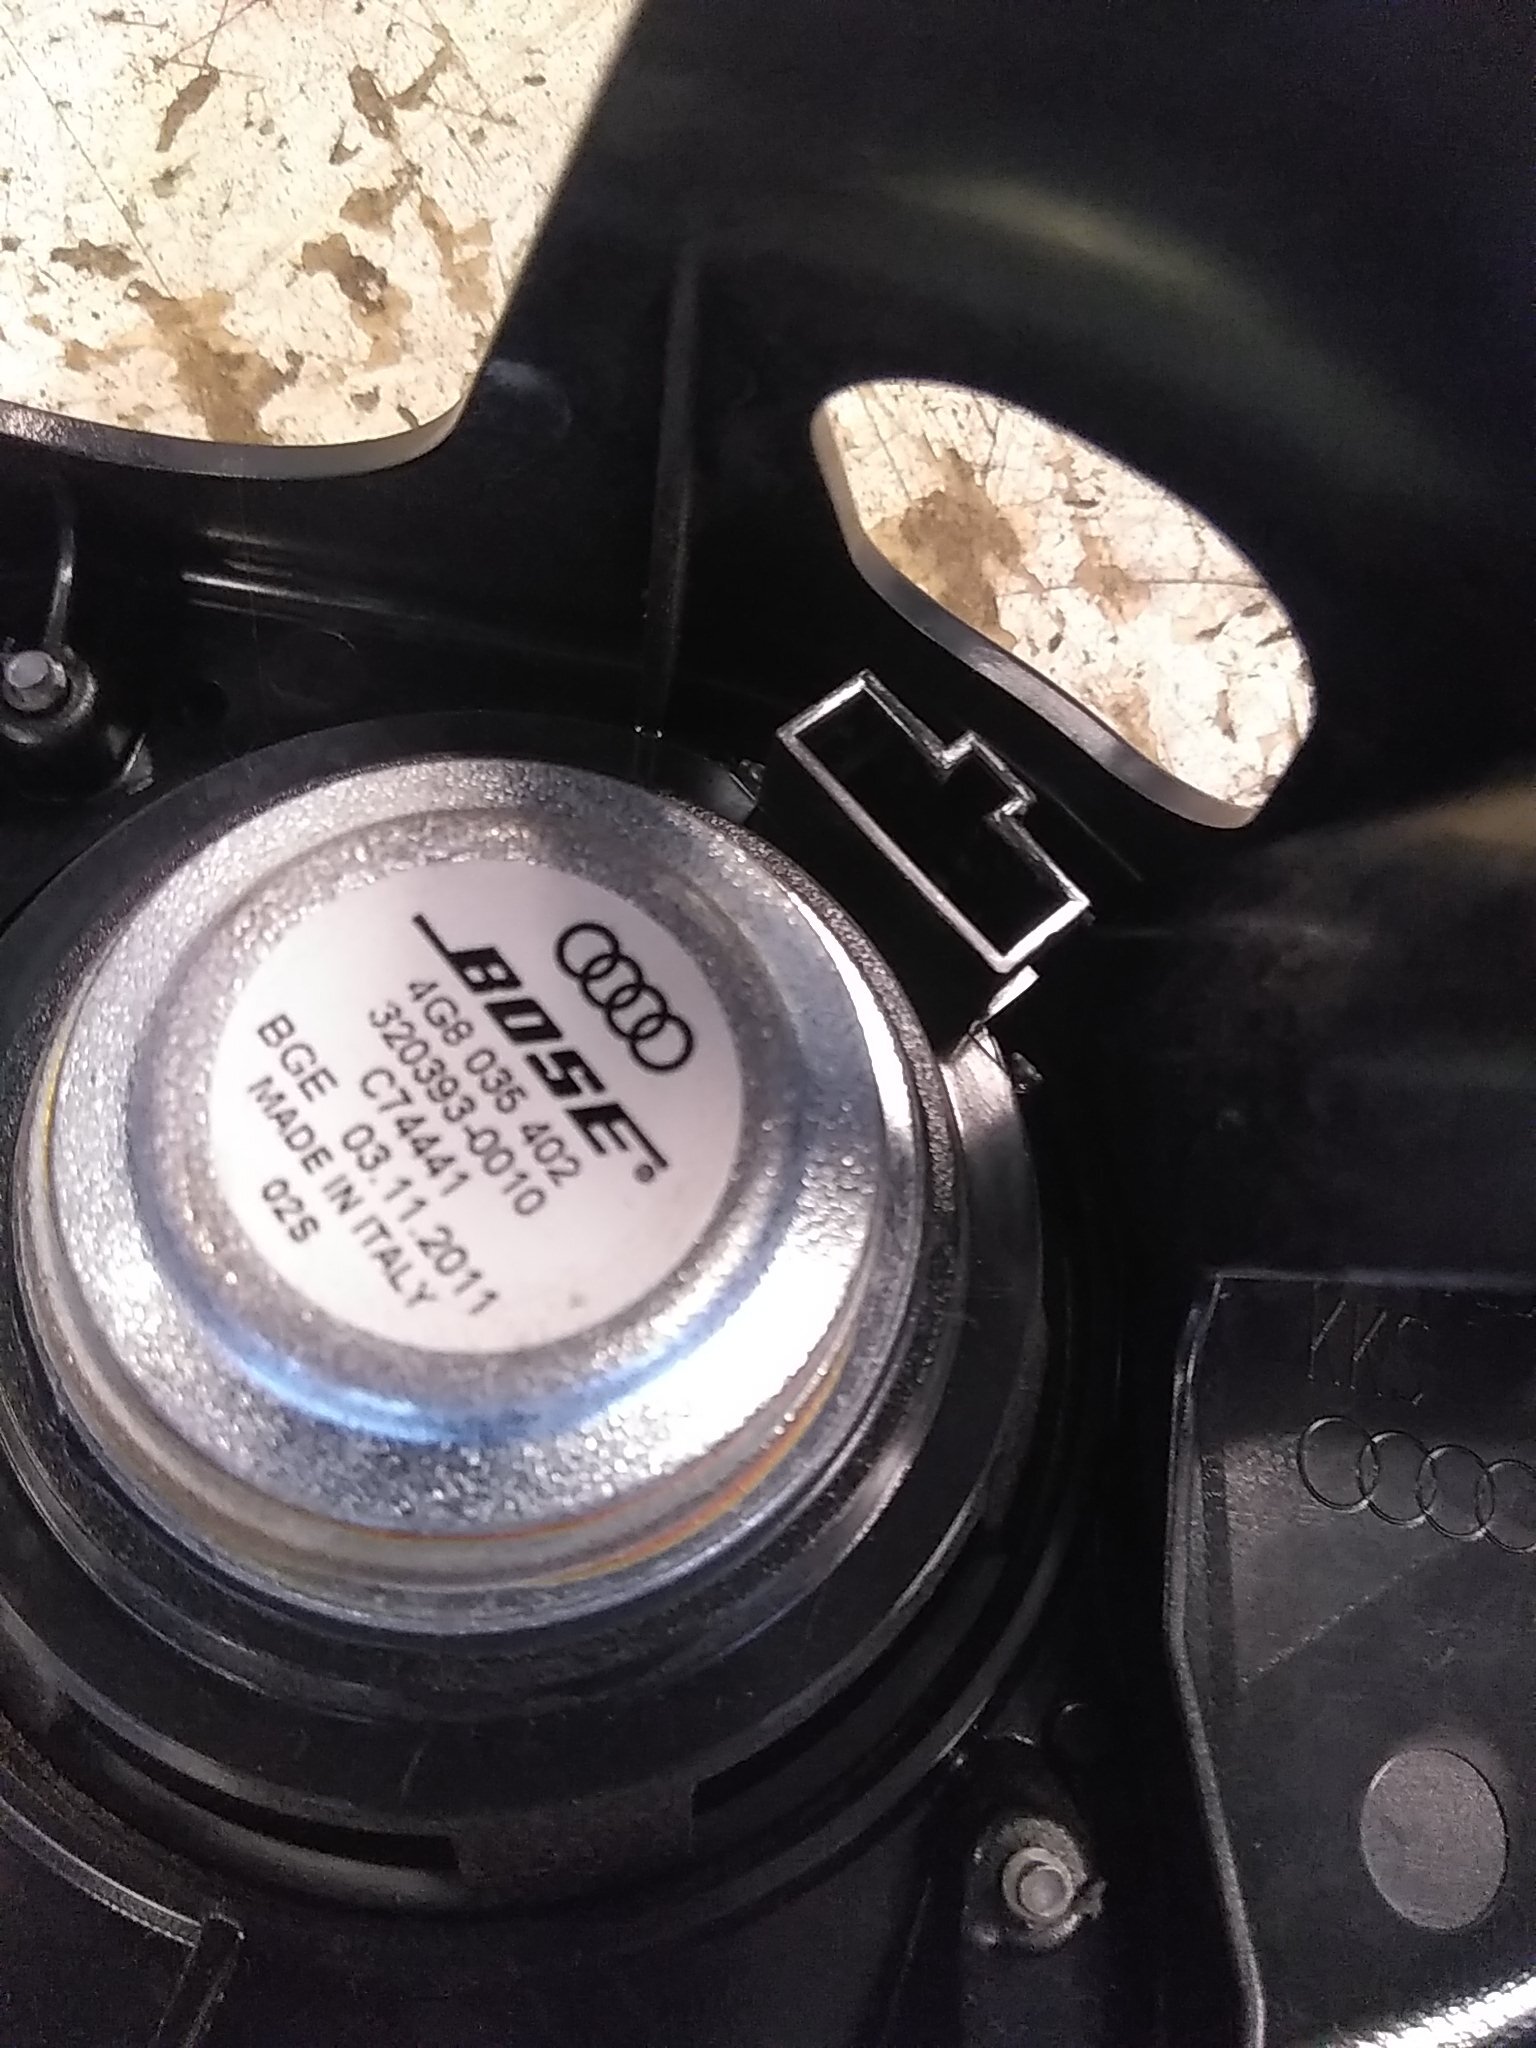 BOSE
4G8 035 402
320393-0010
C74441
BGE 03.11.2011
MADE IN ITALY
02S